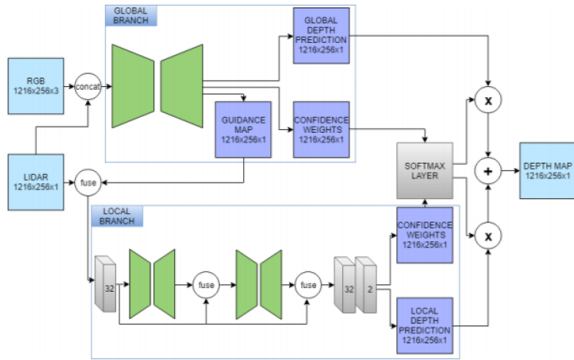 GLOBAL
BRANCH
GLOBAL
DEPTH
PREDICTION
1216x256x1
RGB
1216x256x3
concat
GUIDANCE
MAP
1216x256x1
CONFIDENCE
WEIGHTS
1216x256x1
X
SOFTMAX
LAYER
LIDAR
1216x256x1
fuse
+
DEPTH MAP
1216x256x1
LOCAL
BRANCH
CONFIDENCE
WEIGHTS
1216x256x1
X
32
fuse
fuse
32
2
LOCAL
DEPTH
PREDICTION
1216x256x1